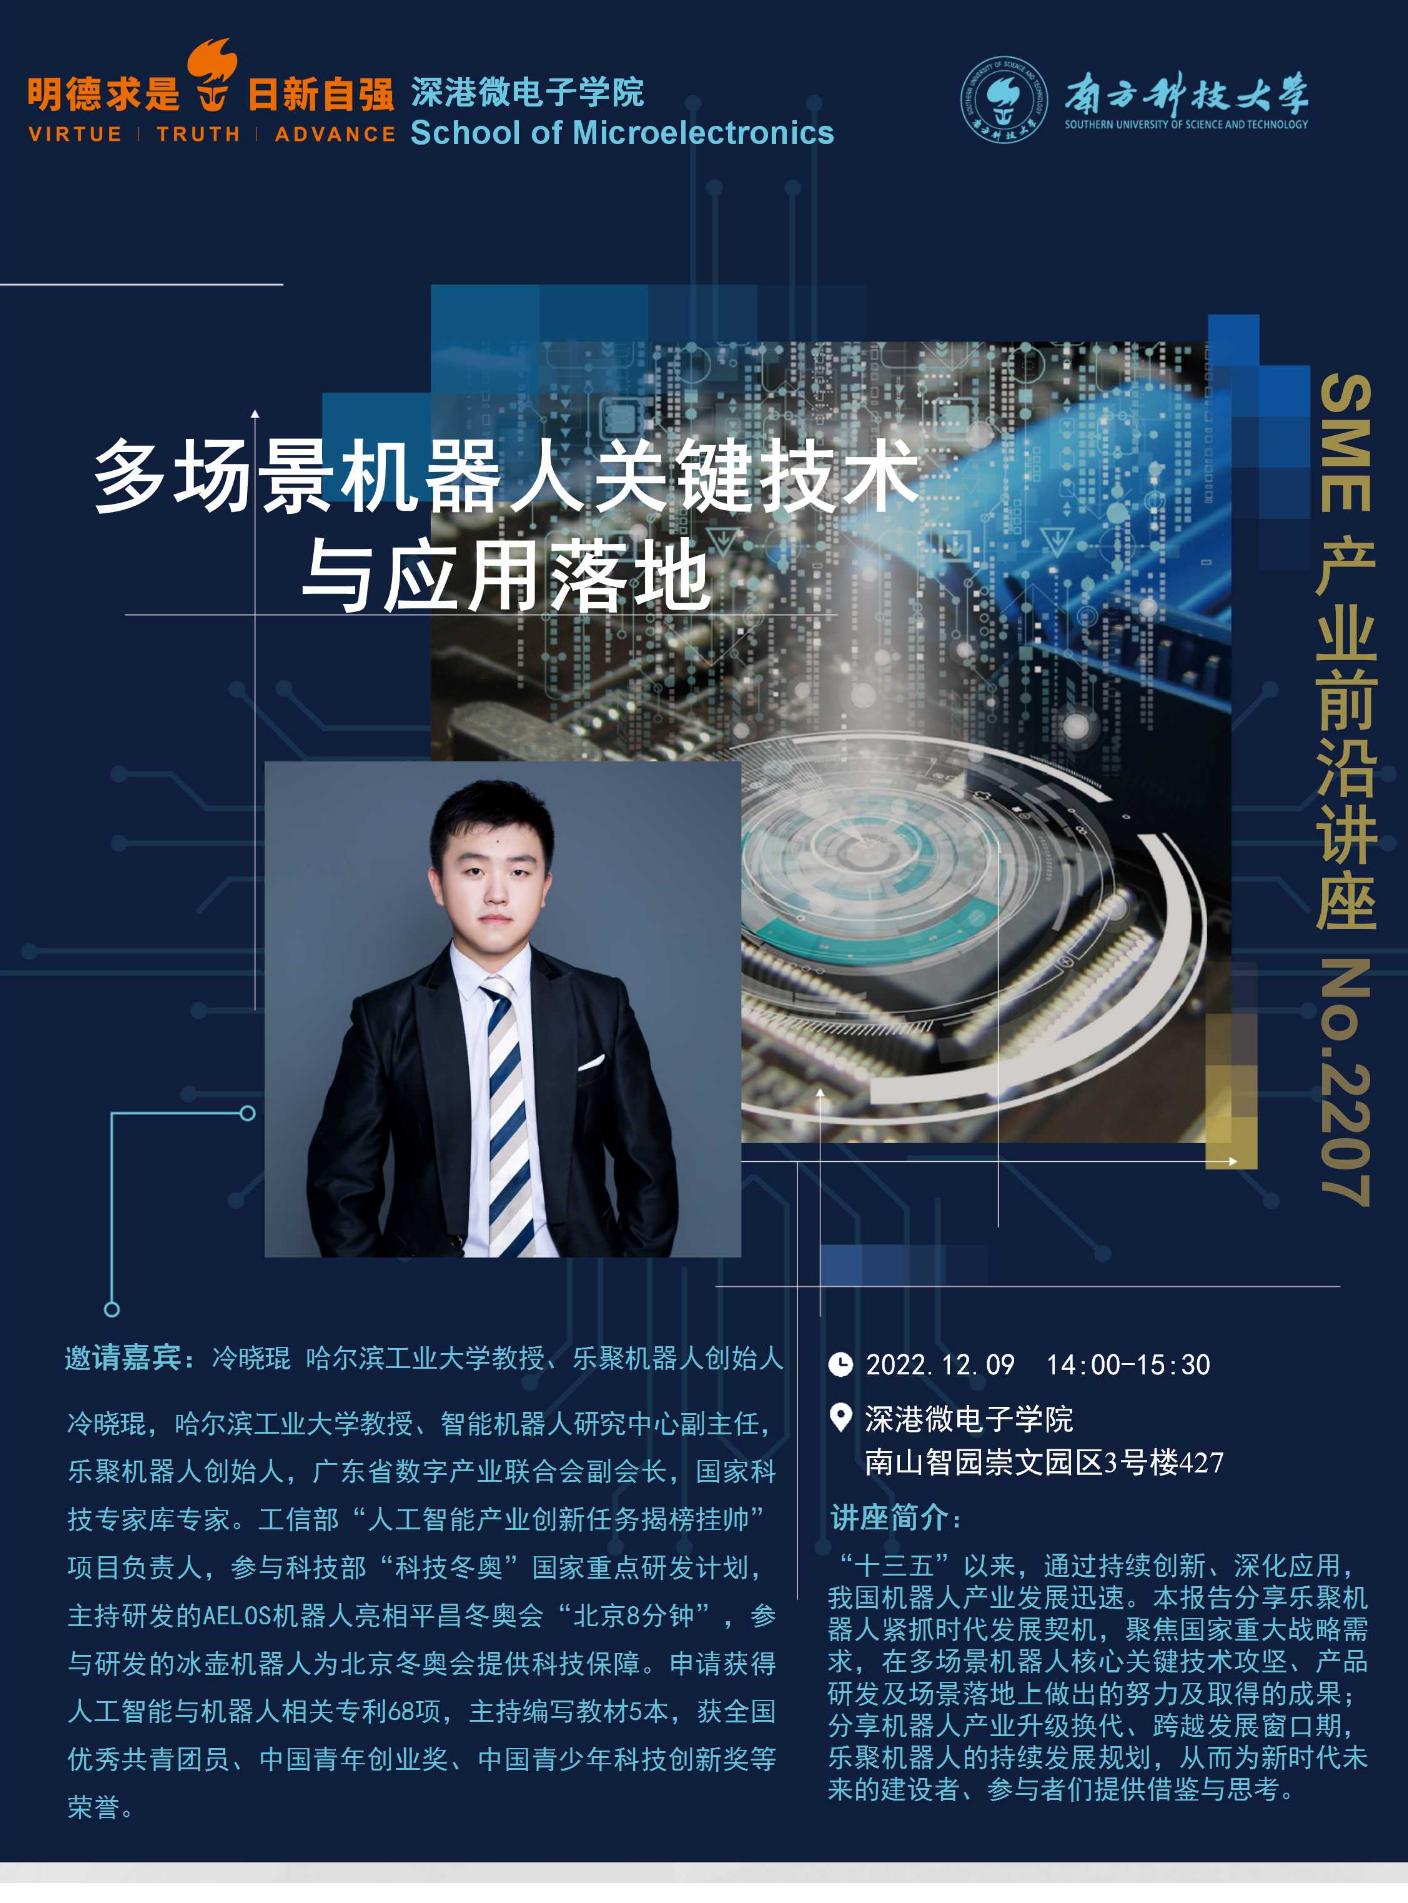 明德求是 日新自强
VIRTUE | TRUTH | ADVANCE
深港微电子学院
School of Microelectronics
南方科技大学
SOUTHERN UNIVERSITY OF SCIENCE AND TECHNOLOGY
多场景机器人关键技术
与应用落地
SME 产业前沿讲座 No.2207
邀请嘉宾：冷晓琨 哈尔滨工业大学教授、乐聚机器人创始人
冷晓琨，哈尔滨工业大学教授、智能机器人研究中心副主任，
乐聚机器人创始人，广东省数字产业联合会副会长，国家科
技专家库专家。工信部“人工智能产业创新任务揭榜挂帅”
项目负责人，参与科技部“科技冬奥”国家重点研发计划，
主持研发的AELOS机器人亮相平昌冬奥会“北京8分钟”，参
与研发的冰壶机器人为北京冬奥会提供科技保障。申请获得
人工智能与机器人相关专利68项，主持编写教材5本，获全国
优秀共青团员、中国青年创业奖、中国青少年科技创新奖等
荣誉。
2022.12.09 14:00-15:30
深港微电子学院
南山智园崇文园区3号楼427
讲座简介：
“十三五”以来，通过持续创新、深化应用，
我国机器人产业发展迅速。本报告分享乐聚机
器人紧抓时代发展契机，聚焦国家重大战略需
求，在多场景机器人核心关键技术攻坚、产品
研发及场景落地上做出的努力及取得的成果；
分享机器人产业升级换代、跨越发展窗口期，
乐聚机器人的持续发展规划，从而为新时代未
来的建设者、参与者们提供借鉴与思考。